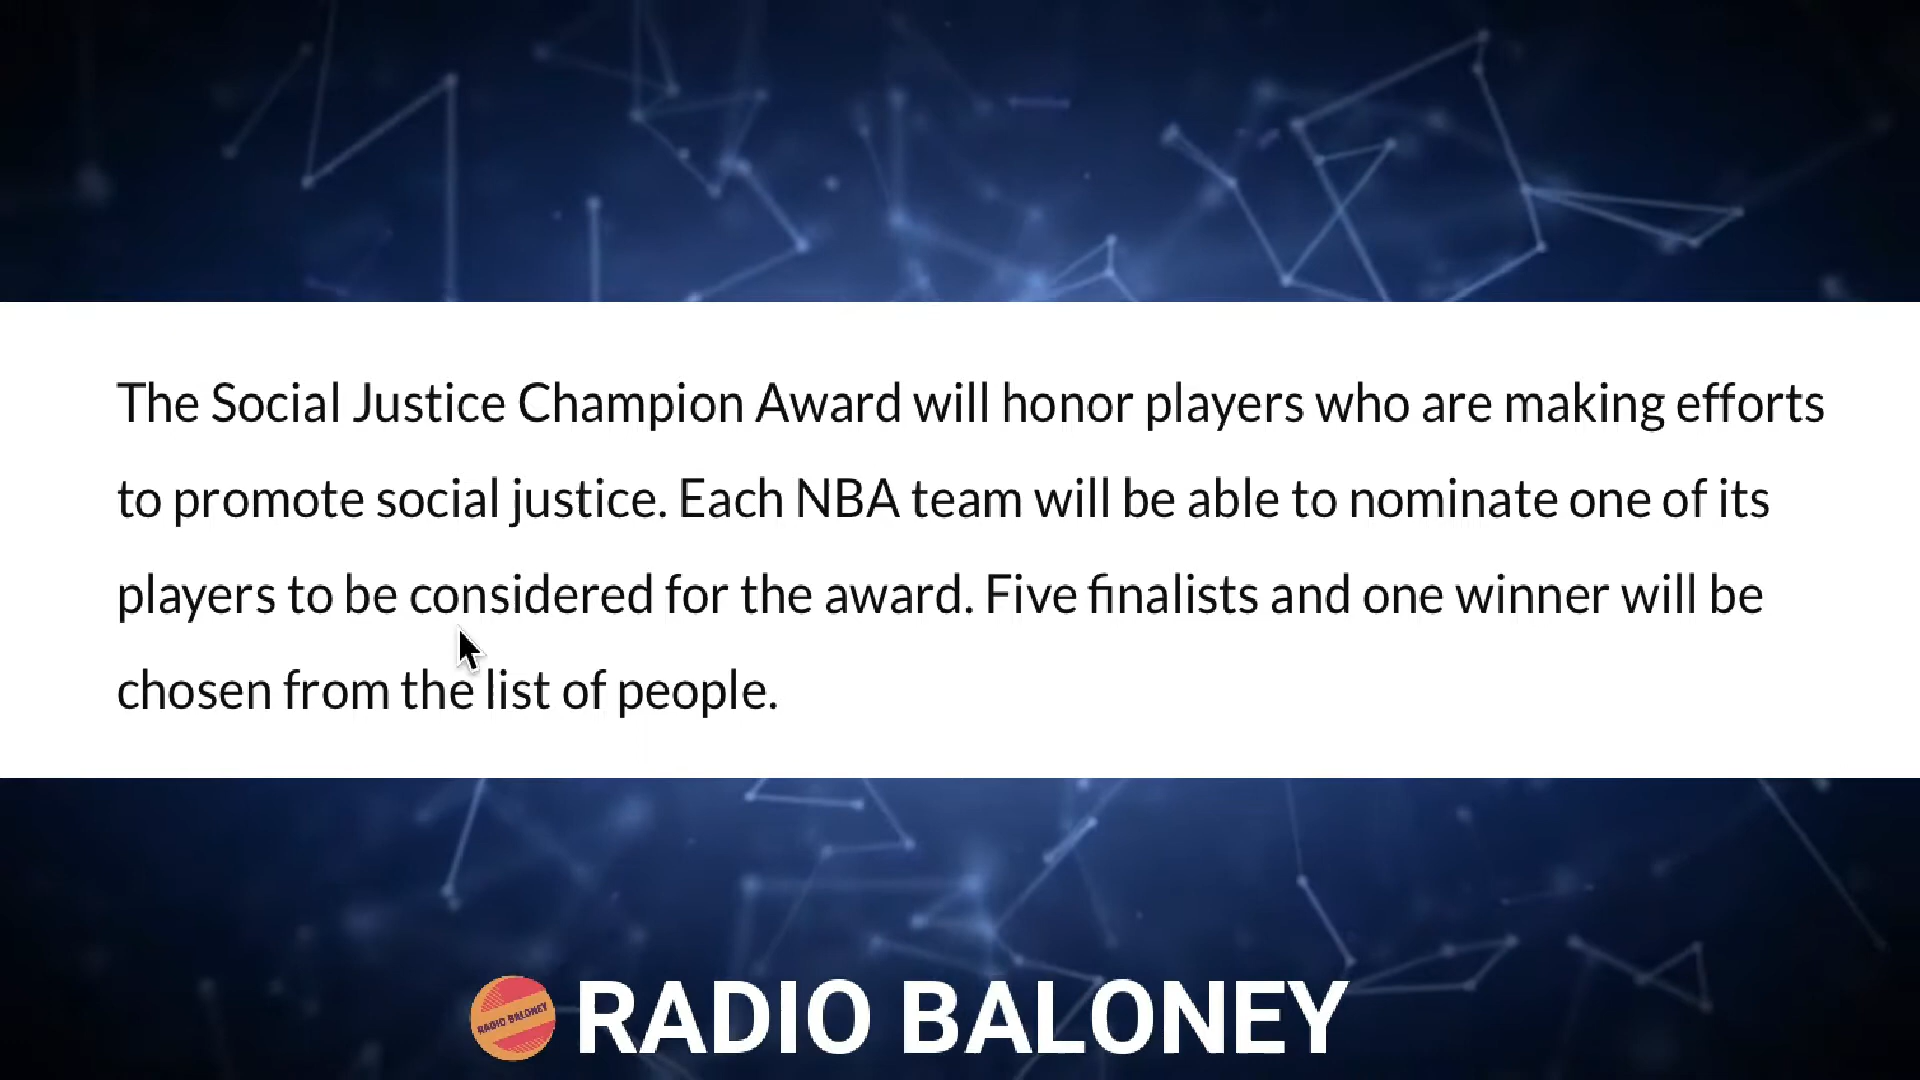 The Social Justice Champion Award will honor players who are making efforts
to promote social justice. Each NBA team will be able to nominate one of its
players to be considered for the award. Five finalists and one winner will be
chosen from the list of people.
RADIO BALONEY
RADIO BALONEY